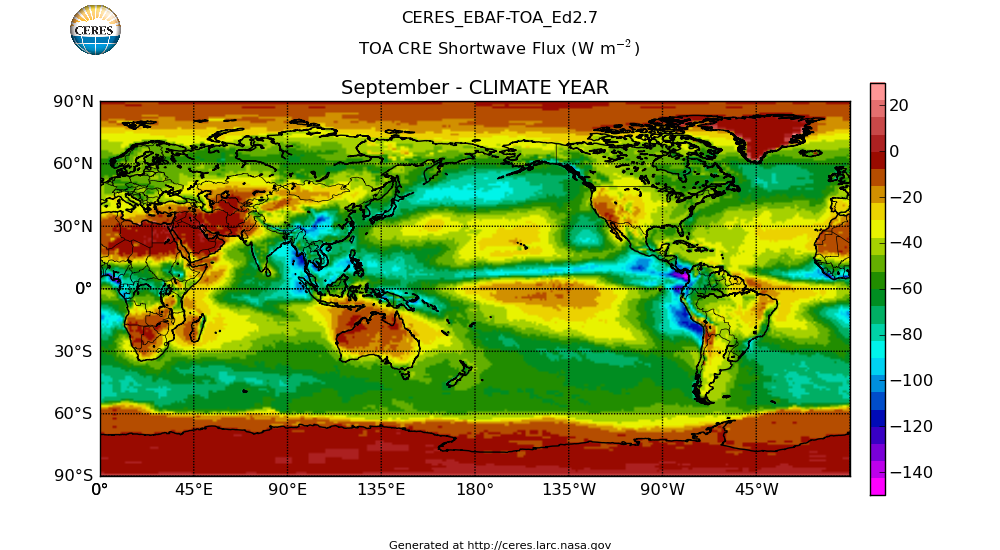 CERES
CERES_EBAF-TOA_Ed2.7
TOA CRE Shortwave Flux (W m⁻²)
September - CLIMATE YEAR
90°N
60°N
30°N
0°
30°S
60°S
90°S
0°
45°E
90°E
135°E
180°
135°W
90°W
45°W
20
0
−20
−40
−60
−80
−100
−120
−140
Generated at http://ceres.larc.nasa.gov